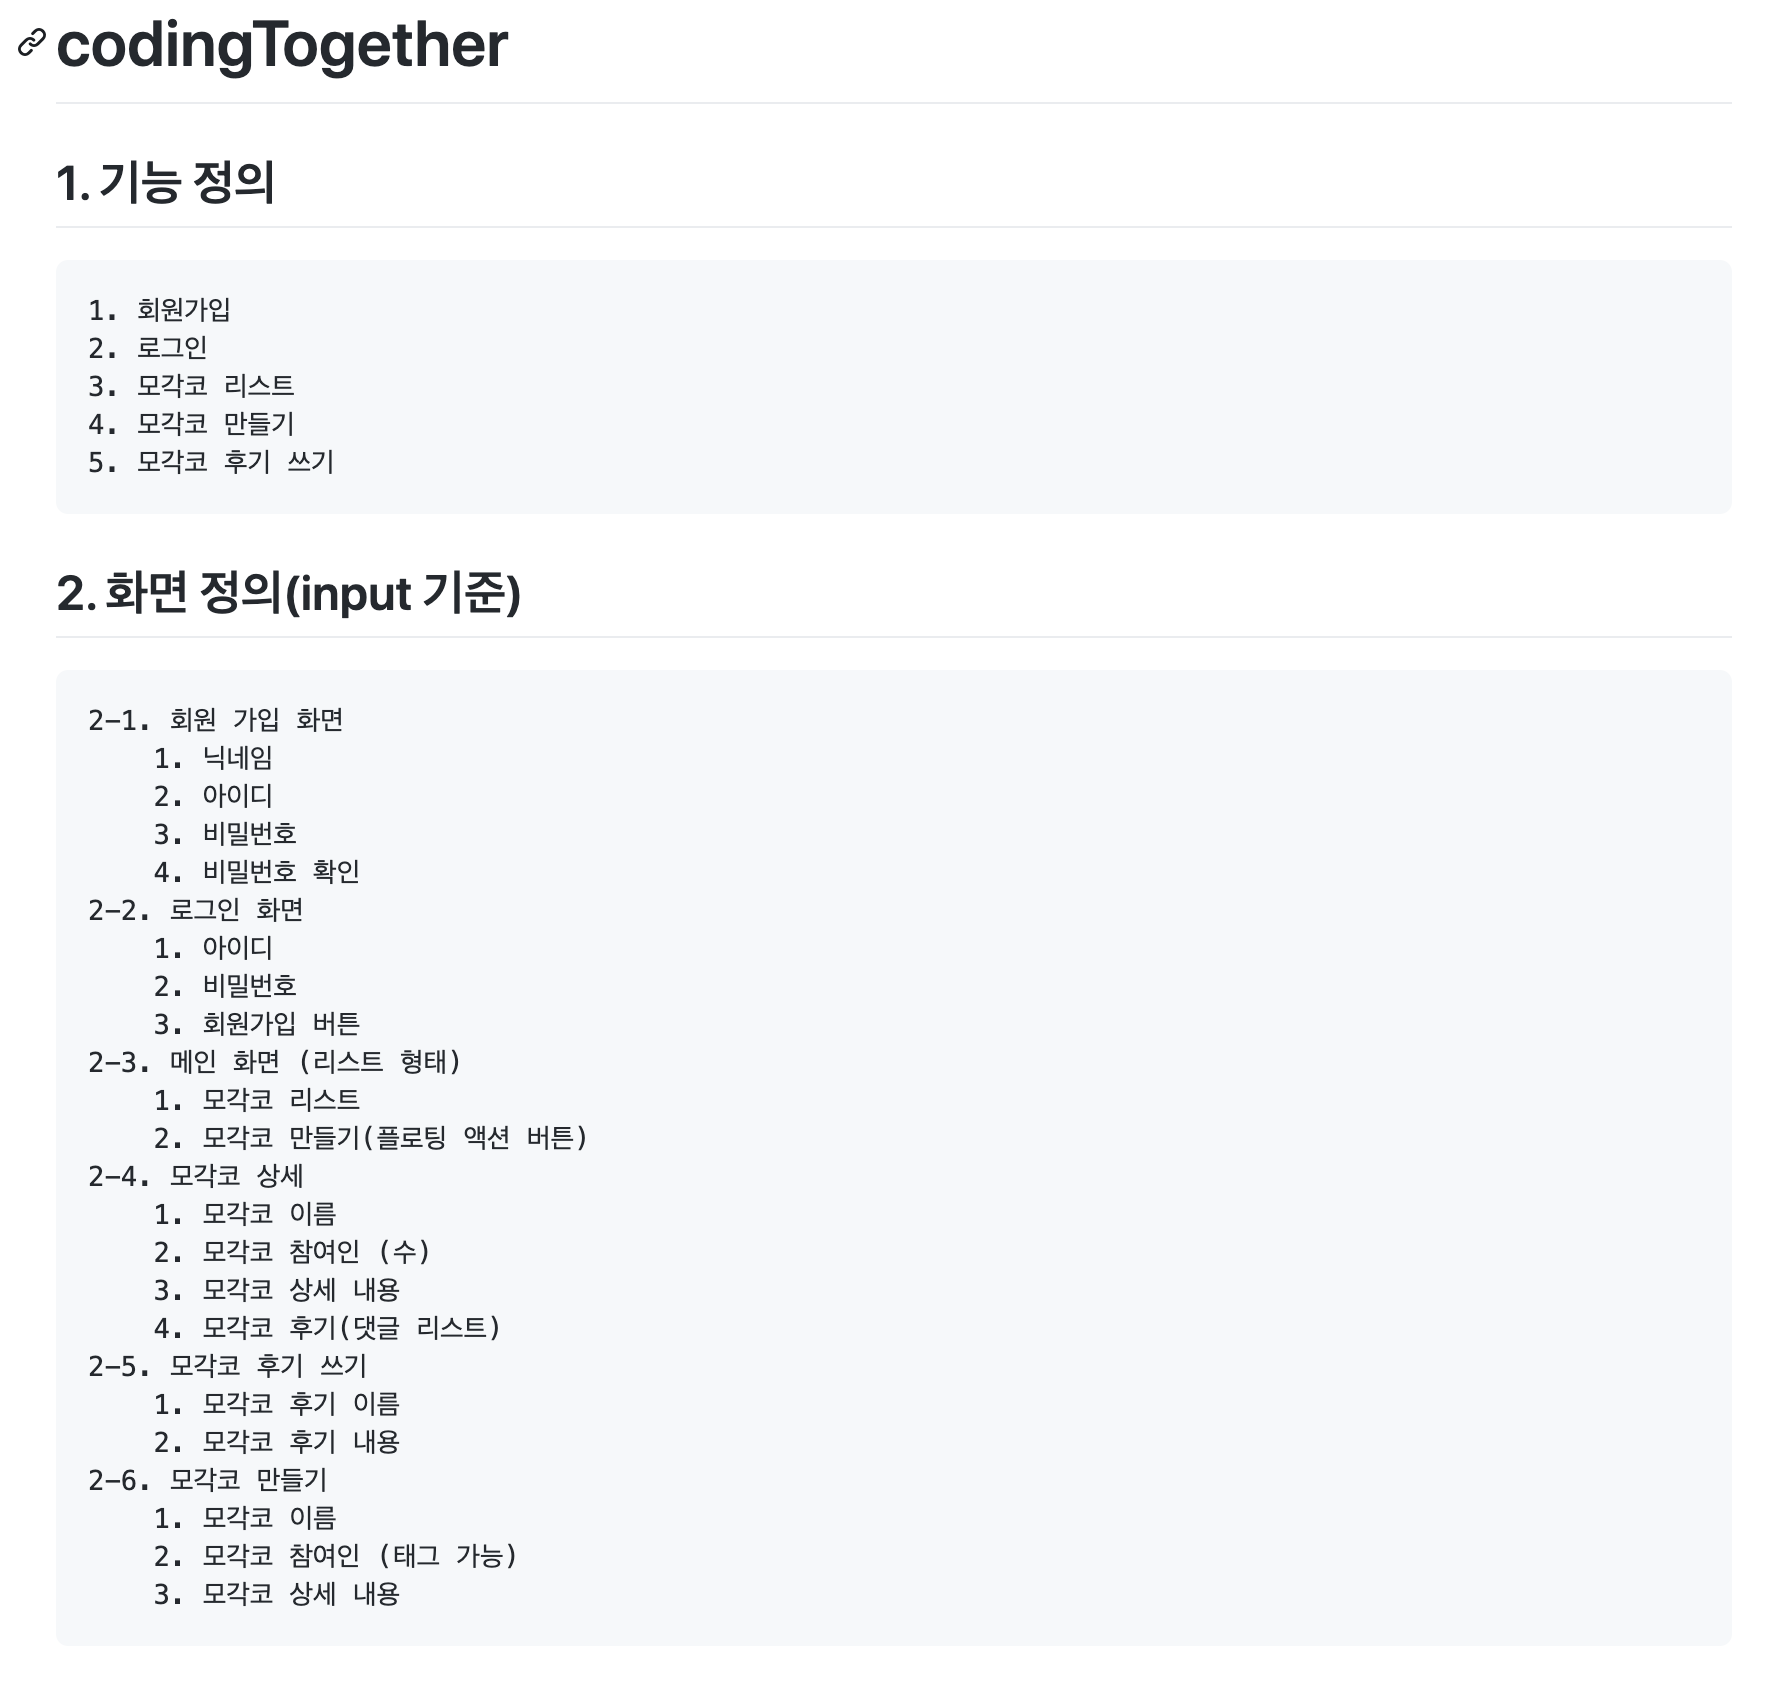 codingTogether
1. 기능 정의
1. 회원가입
2. 로그인
3. 모각코 리스트
4. 모각코 만들기
5. 모각코 후기 쓰기
2. 화면 정의(input 기준)
2-1. 회원 가입 화면
1. 닉네임
2. 아이디
3. 비밀번호
4. 비밀번호 확인
2-2. 로그인 화면
1. 아이디
2. 비밀번호
3. 회원가입 버튼
2-3. 메인 화면 (리스트 형태)
1. 모각코 리스트
2. 모각코 만들기(플로팅 액션 버튼)
2-4. 모각코 상세
1. 모각코 이름
2. 모각코 참여인 (수)
3. 모각코 상세 내용
4. 모각코 후기(댓글 리스트)
2-5. 모각코 후기 쓰기
1. 모각코 후기 이름
2. 모각코 후기 내용
2-6. 모각코 만들기
1. 모각코 이름
2. 모각코 참여인 (태그 가능)
3. 모각코 상세 내용